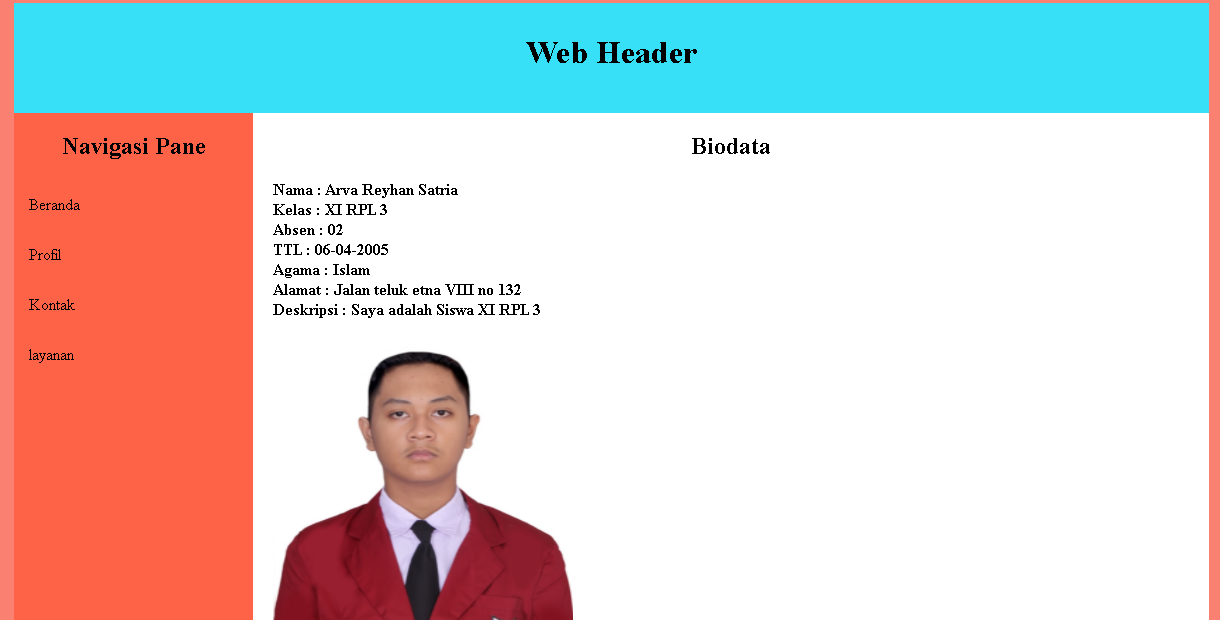 Web Header
Navigasi Pane
Beranda
Profil
Kontak
layanan
Biodata
Nama : Arva Reyhan Satria
Kelas : XI RPL 3
Absen : 02
TTL : 06-04-2005
Agama : Islam
Alamat : Jalan teluk etna VIII no 132
Deskripsi : Saya adalah Siswa XI RPL 3